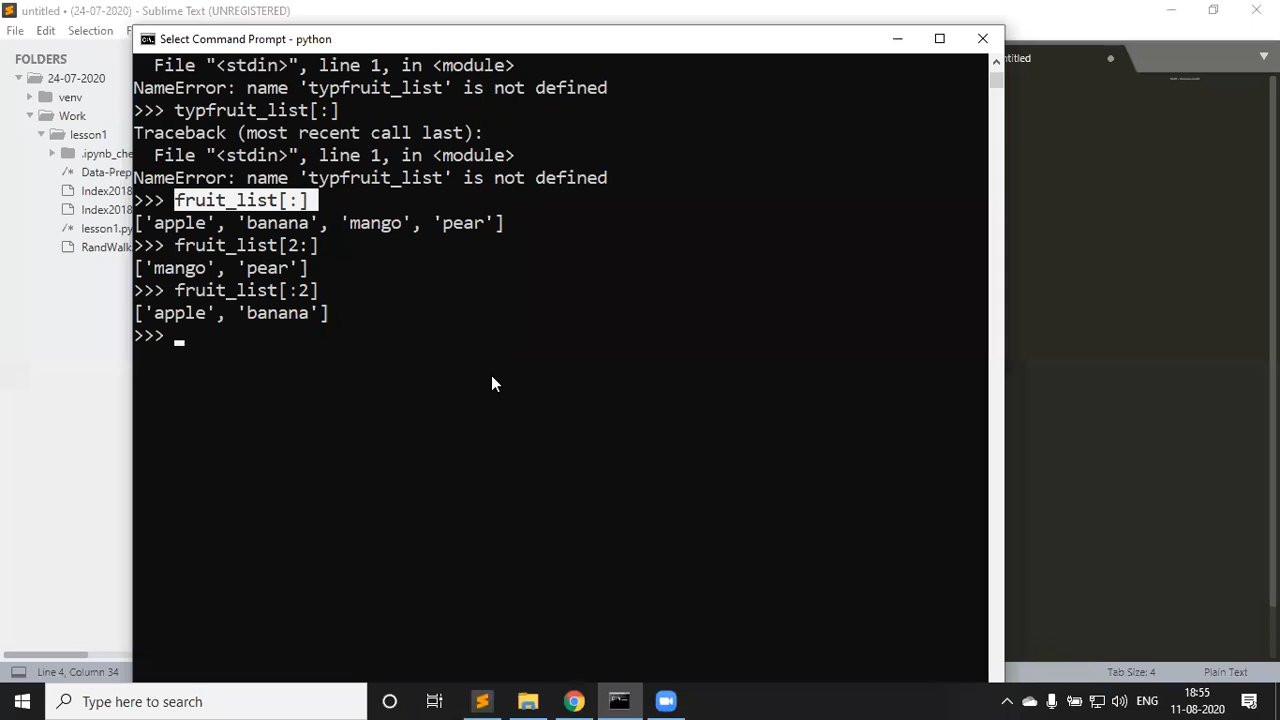 untitled • (24-07-2020) - Sublime Text (UNREGISTERED)
File Edit Selection F
Select Command Prompt - python
FOLDERS
24-07-2020
venv
Work
lesson1
.ipynb_che
/* Data-Prep
Index2018
Index2018
lesson1.py
RandWalk
ntitled
File "<stdin>", line 1, in <module>
NameError: name 'typfruit_list' is not defined
>>> typfruit_list[:]
Traceback (most recent call last):
File "<stdin>", line 1, in <module>
NameError: name 'typfruit_list' is not defined
>>> fruit_list[:]
['apple', 'banana', 'mango', 'pear']
>>> fruit_list[2:]
['mango', 'pear']
>>> fruit_list[:2]
['apple', 'banana']
>>>
Line 4, Column 34
Tab Size: 4
Plain Text
Type here to search
ENG
18:55
11-08-2020